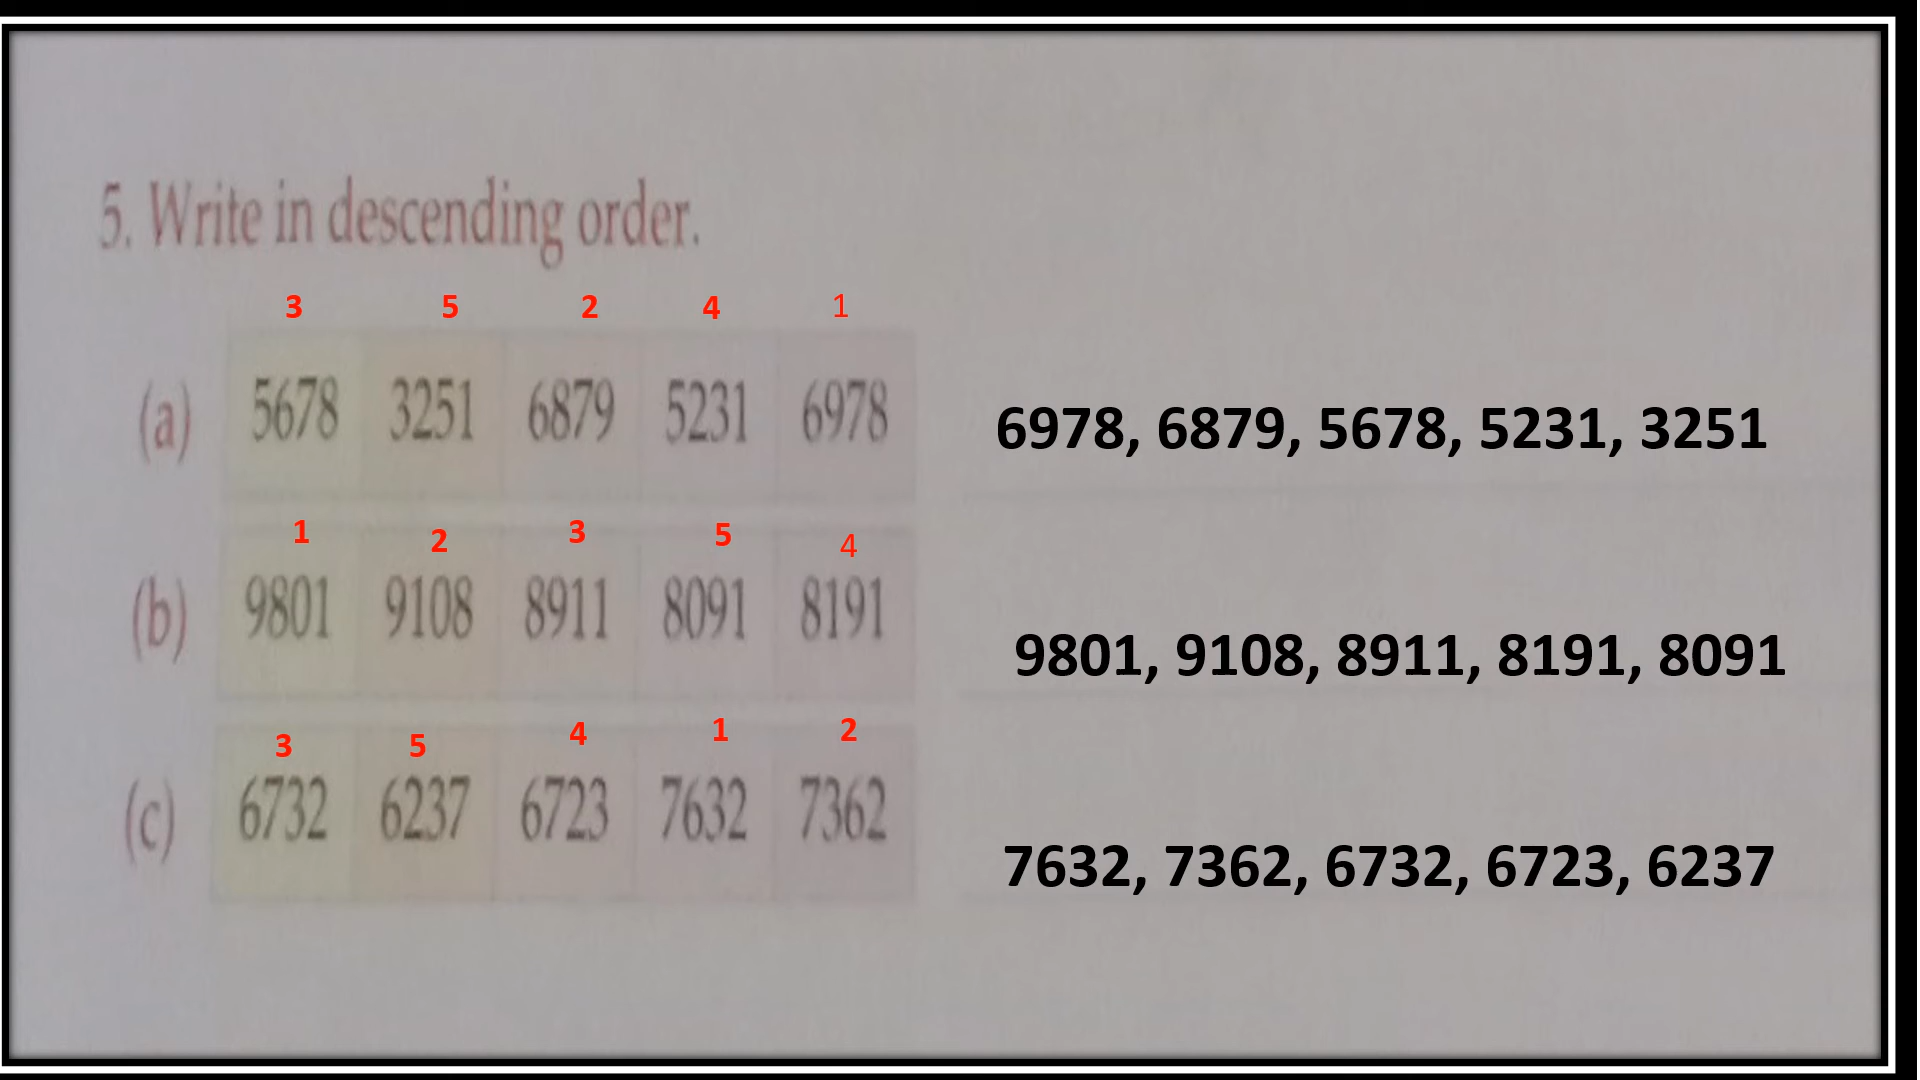 5. Write in descending order.
3 5 2 4 1
(a) 5678 3251 6879 5231 6978 6978, 6879, 5678, 5231, 3251
1 2 3 5 4
(b) 9801 9108 8911 8091 8191 9801, 9108, 8911, 8191, 8091
3 5 4 1 2
(c) 6732 6237 6723 7632 7362 7632, 7362, 6732, 6723, 6237